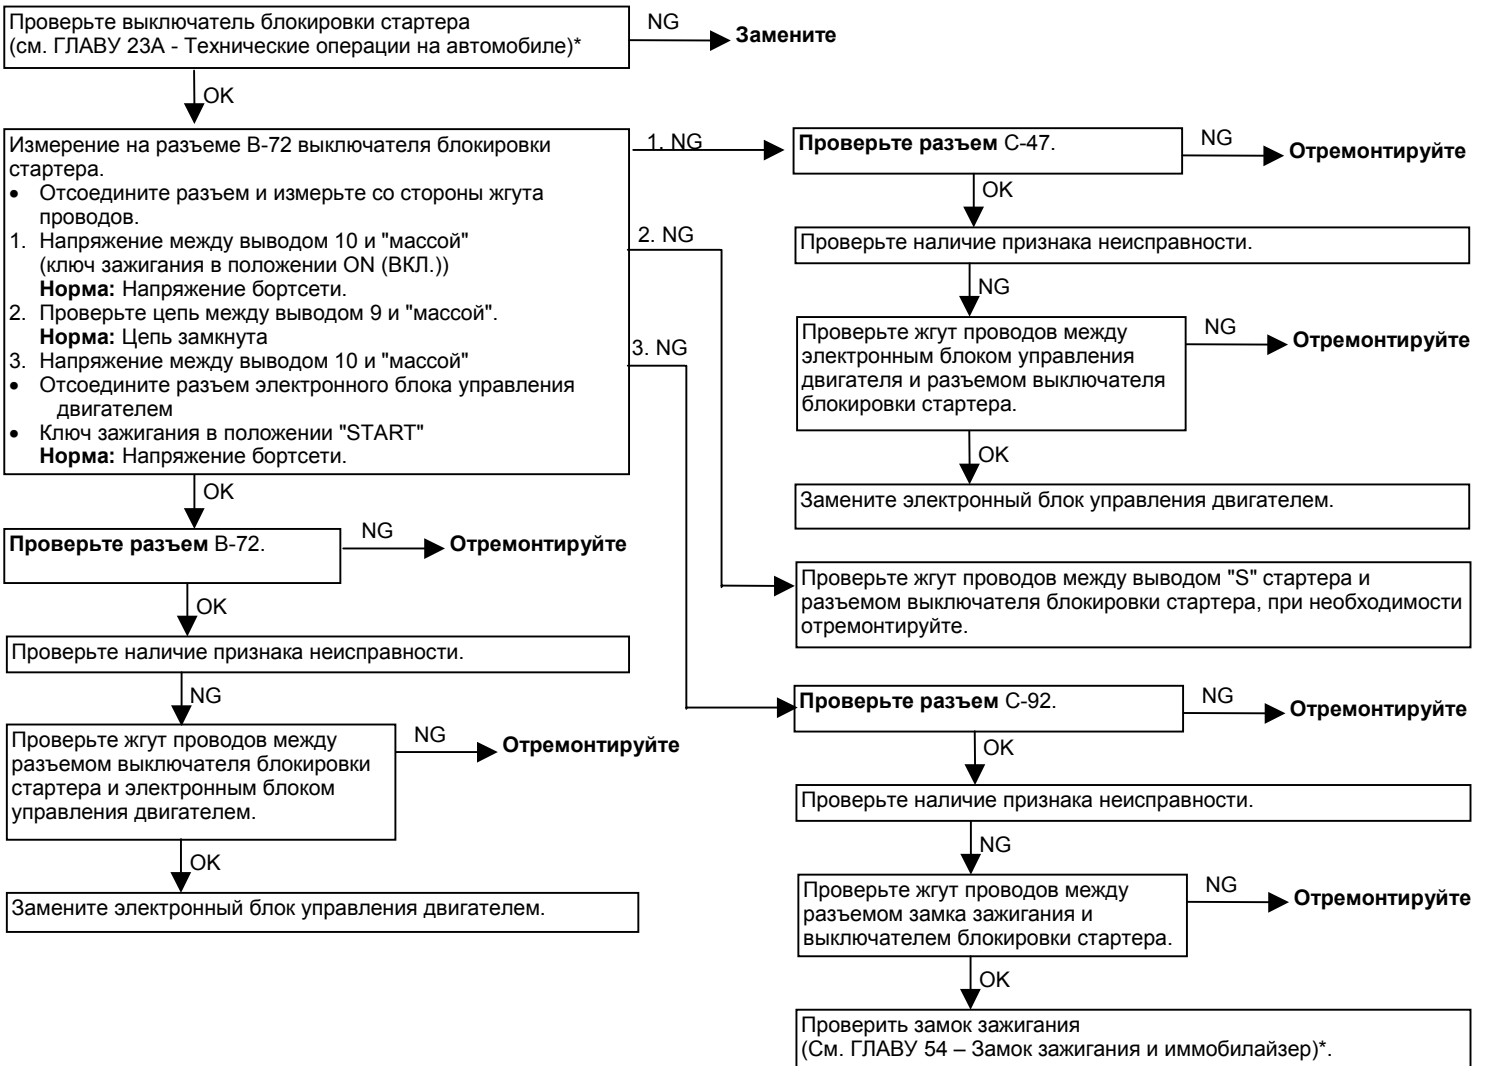 Проверьте выключатель блокировки стартера
(см. ГЛАВУ 23А - Технические операции на автомобиле)*
NG
Замените
OK
Измерение на разъеме B-72 выключателя блокировки
стартера.
• Отсоедините разъем и измерьте со стороны жгута
проводов.
1. Напряжение между выводом 10 и "массой"
(ключ зажигания в положении ON (ВКЛ.))
Норма: Напряжение бортсети.
2. Проверьте цепь между выводом 9 и "массой".
Норма: Цепь замкнута
3. Напряжение между выводом 10 и "массой"
• Отсоедините разъем электронного блока управления
двигателем
• Ключ зажигания в положении "START"
Норма: Напряжение бортсети.
1. NG
2. NG
3. NG
OK
Проверьте разъем B-72.
NG
Отремонтируйте
OK
Проверьте наличие признака неисправности.
NG
Проверьте жгут проводов между
разъемом выключателя блокировки
стартера и электронным блоком
управления двигателем.
NG
Отремонтируйте
OK
Замените электронный блок управления двигателем.
Проверьте разъем C-47.
NG
Отремонтируйте
OK
Проверьте наличие признака неисправности.
NG
Проверьте жгут проводов между
электронным блоком управления
двигателя и разъемом выключателя
блокировки стартера.
NG
Отремонтируйте
OK
Замените электронный блок управления двигателем.
Проверьте жгут проводов между выводом "S" стартера и
разъемом выключателя блокировки стартера, при необходимости
отремонтируйте.
Проверьте разъем C-92.
NG
Отремонтируйте
OK
Проверьте наличие признака неисправности.
NG
Проверьте жгут проводов между
разъемом замка зажигания и
выключателем блокировки стартера.
NG
Отремонтируйте
OK
Проверить замок зажигания
(См. ГЛАВУ 54 – Замок зажигания и иммобилайзер)*.